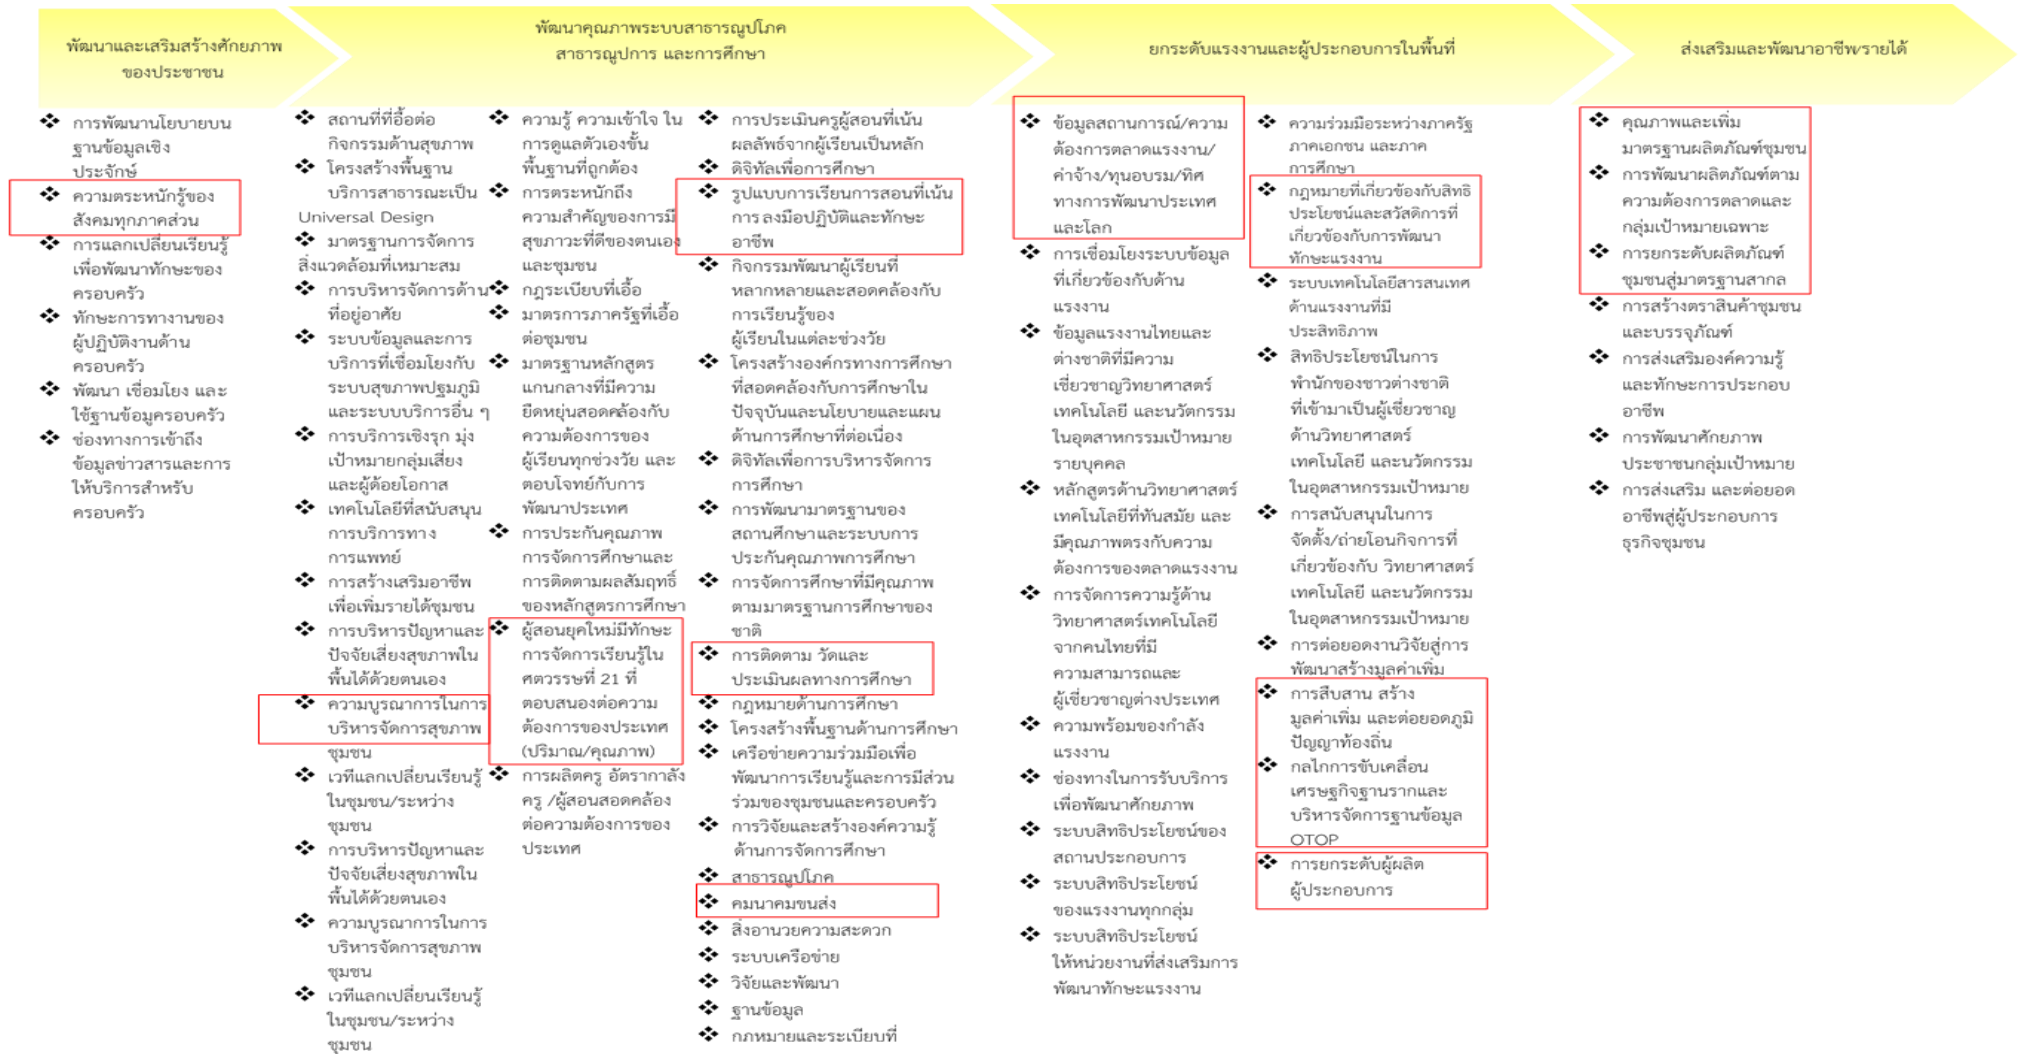 พัฒนาและเสริมสร้างศักยภาพ
ของประชาชน
พัฒนาคุณภาพระบบสาธารณูปโภค
สาธารณูปการ และการศึกษา
ยกระดับแรงงานและผู้ประกอบการในพื้นที่
ส่งเสริมและพัฒนาอาชีพ/รายได้
❖ การพัฒนานโยบายบน
ฐานข้อมูลเชิง
ประจักษ์
❖ ความตระหนักรู้ของ
สังคมทุกภาคส่วน
❖ การแลกเปลี่ยนเรียนรู้
เพื่อพัฒนาทักษะของ
ครอบครัว
❖ ทักษะการทางานของ
ผู้ปฏิบัติงานด้าน
ครอบครัว
❖ พัฒนา เชื่อมโยง และ
ใช้ฐานข้อมูครอบครัว
❖ ช่องทางการเข้าถึง
ข้อมูลข่าวสารและการ
ให้บริการสำหรับ
ครอบครัว
❖ สถานที่ที่อื้อต่อ
กิจกรรมด้านสุขภาพ
❖ โครงสร้างพื้นฐาน
บริการสาธารณะเป็น
Universal Design
❖ มาตรฐานการจัดการ
สิ่งแวดล้อมที่เหมาะสม
❖ การบริหารจัดการด้าน
ที่อยู่อาศัย
❖ ระบบข้อมูลและการ
บริการที่เชื่อมโยงกับ
ระบบสุขภาพปฐมภูมิ
และระบบบริการอื่น ๆ
❖ การบริการเชิงรุก มุ่ง
เป้าหมายกลุ่มเสี่ยง
และผู้ด้อยโอกาส
❖ เทคโนโลยีที่สนับสนุน
การบริการทาง
การแพทย์
❖ การสร้างเสริมอาชีพ
เพื่อเพิ่มรายได้ชุมชน
❖ การบริหารปัญหาและ
ปัจจัยเสี่ยงสุขภาพใน
พื้นได้ด้วยตนเอง
❖ ความบูรณาการในการ
บริหารจัดการสุขภาพ
ชุมชน
❖ เวทีแลกเปลี่ยนเรียนรู้
ในชุมชน/ระหว่าง
ชุมชน
❖ การบริหารปัญหาและ
ปัจจัยเสี่ยงสุขภาพใน
พื้นได้ด้วยตนเอง
❖ ความบูรณาการในการ
บริหารจัดการสุขภาพ
ชุมชน
❖ เวทีแลกเปลี่ยนเรียนรู้
ในชุมชน/ระหว่าง
ชุมชน
❖ ความรู้ ความเข้าใจ ใน
การดูแลตัวเองขั้น
พื้นฐานที่ถูกต้อง
❖ การตระหนักถึง
ความสำคัญของการมี
สุขภาวะที่ดีของตนเอง
และชุมชน
❖ กฎระเบียบที่เอื้อ
❖ มาตรการภาครัฐที่เอื้อ
ต่อชุมชน
❖ มาตรฐานหลักสูตร
แกนกลางที่มีความ
ยืดหยุ่นสอดคล้องกับ
ความต้องการของ
ผู้เรียนทุกช่วงวัย และ
ตอบโจทย์กับการ
พัฒนาประเทศ
❖ การประกันคุณภาพ
การจัดการศึกษาและ
การติดตามผลสัมฤทธิ์
ของหลักสูตรการศึกษา
❖ ผู้สอนยุคใหม่มีทักษะ
การจัดการเรียนรู้ใน
ศตวรรษที่ 21 ที่
ตอบสนองต่อความ
ต้องการของประเทศ
(ปริมาณ/คุณภาพ)
❖ การผลิตครู อัตรากาลัง
ครู /ผู้สอนสอดคล้อง
ต่อความต้องการของ
ประเทศ
❖ การประเมินครูผู้สอนที่เน้น
ผลลัพธ์จากผู้เรียนเป็นหลัก
❖ ดิจิทัลเพื่อการศึกษา
❖ รูปแบบการเรียนการสอนที่เน้น
การ ลงมือปฏิบัติและทักษะ
อาชีพ
❖ กิจกรรมพัฒนาผู้เรียนที่
หลากหลายและสอดคล้องกับ
การเรียนรู้ของ
ผู้เรียนในแต่ละช่วงวัย
❖ โครงสร้างองค์กรทางการศึกษา
ที่สอดคล้องกับการศึกษาใน
ปัจจุบันและนโยบายและแผน
ด้านการศึกษาที่ต่อเนื่อง
❖ ดิจิทัลเพื่อการบริหารจัดการ
การศึกษา
❖ การพัฒนามาตรฐานของ
สถานศึกษาและระบบการ
ประกันคุณภาพการศึกษา
❖ การจัดการศึกษาที่มีคุณภาพ
ตามมาตรฐานการศึกษาของ
ชาติ
❖ การติดตาม วัดและ
ประเมินผลทางการศึกษา
❖ กฎหมายด้านการศึกษา
❖ โครงสร้างพื้นฐานด้านการศึกษา
❖ เครือข่ายความร่วมมือเพื่อ
พัฒนาการเรียนรู้และการมีส่วน
ร่วมของชุมชนและครอบครัว
❖ การวิจัยและสร้างองค์ความรู้
ด้านการจัดการศึกษา
❖ สาธารณูปโภค
❖ คมนาคมขนส่ง
❖ สิ่งอานวยความสะดวก
❖ ระบบเครือข่าย
❖ วิจัยและพัฒนา
❖ ฐานข้อมูล
❖ กภหมายและระเบียบที่
❖ ข้อมูลสถานการณ์/ความ
ต้องการตลาดแรงงาน/
ค่าจ้าง/ทุนอบรม/ทิศ
ทางการพัฒนาประเทศ
และโลก
❖ การเชื่อมโยงระบบข้อมูล
ที่เกี่ยวข้องกับด้าน
แรงงาน
❖ ข้อมูลแรงงานไทยและ
ต่างชาติที่มีความ
เชี่ยวชาญวิทยาศาสตร์
เทคโนโลยี และนวัตกรรม
ในอุตสาหกรรมเป้าหมาย
รายบุคคล
❖ หลักสูตรด้านวิทยาศาสตร์
เทคโนโลยีที่ทันสมัย และ
มีคุณภาพตรงกับความ
ต้องการของตลาดแรงงาน
❖ การจัดการความรู้ด้าน
วิทยาศาสตร์เทคโนโลยี
จากคนไทยที่มี
ความสามารถและ
ผู้เชี่ยวชาญต่างประเทศ
❖ ความพร้อมของกำลัง
แรงงาน
❖ ช่องทางในการรับบริการ
เพื่อพัฒนาศักยภาพ
❖ ระบบสิทธิประโยชน์ของ
สถานประกอบการ
❖ ระบบสิทธิประโยชน์
ของแรงงานทุกกลุ่ม
❖ ระบบสิทธิประโยชน์
ให้หน่วยงานที่ส่งเสริมการ
พัฒนาทักษะแรงงาน
❖ ความร่วมมือระหว่างภาครัฐ
ภาคเอกชน และภาค
การศึกษา
❖ กฎหมายที่เกี่ยวข้องกับสิทธิ
ประโยชน์และสวัสดิการที่
เกี่ยวข้องกับการพัฒนา
ทักษะแรงงาน
❖ ระบบเทคโนโลยีสารสนเทศ
ด้านแรงงานที่มี
ประสิทธิภาพ
❖ สิทธิประโยชน์ในการ
พำนักของชาวต่างชาติ
ที่เข้ามาเป็นผู้เชี่ยวชาญ
ด้านวิทยาศาสตร์
เทคโนโลยี และนวัตกรรม
ในอุตสาหกรรมเป้าหมาย
❖ การสนับสนุนในการ
จัดตั้ง/ถ่ายโอนกิจการที่
เกี่ยวข้องกับ วิทยาศาสตร์
เทคโนโลยี และนวัตกรรม
ในอุตสาหกรรมเป้าหมาย
❖ การต่อยอดงานวิจัยสู่การ
พัฒนาสร้างมูลค่าเพิ่ม
❖ การสืบสาน สร้าง
มูลค่าเพิ่ม และต่อยอดภูมิ
ปัญญาท้องถิ่น
❖ กลไกการขับเคลื่อน
เศรษฐกิจฐานรากและ
บริหารจัดการฐานข้อมูล
OTOP
❖ การยกระดับผู้ผลิต
ผู้ประกอบการ
❖ คุณภาพและเพิ่ม
มาตรฐานผลิตภัณฑ์ชุมชน
❖ การพัฒนาผลิตภัณฑ์ตาม
ความต้องการตลาดและ
กลุ่มเป้าหมายเฉพาะ
❖ การยกระดับผลิตภัณฑ์
ชุมชนสู่มาตรฐานสากล
❖ การสร้างตราสินค้าชุมชน
และบรรจุภัณฑ์
❖ การส่งเสริมองค์ความรู้
และทักษะการประกอบ
อาชีพ
❖ การพัฒนาศักยภาพ
ประชาชนกลุ่มเป้าหมาย
❖ การส่งเสริม และต่อยอด
อาชีพสู่ผู้ประกอบการ
ธุรกิจชุมชน